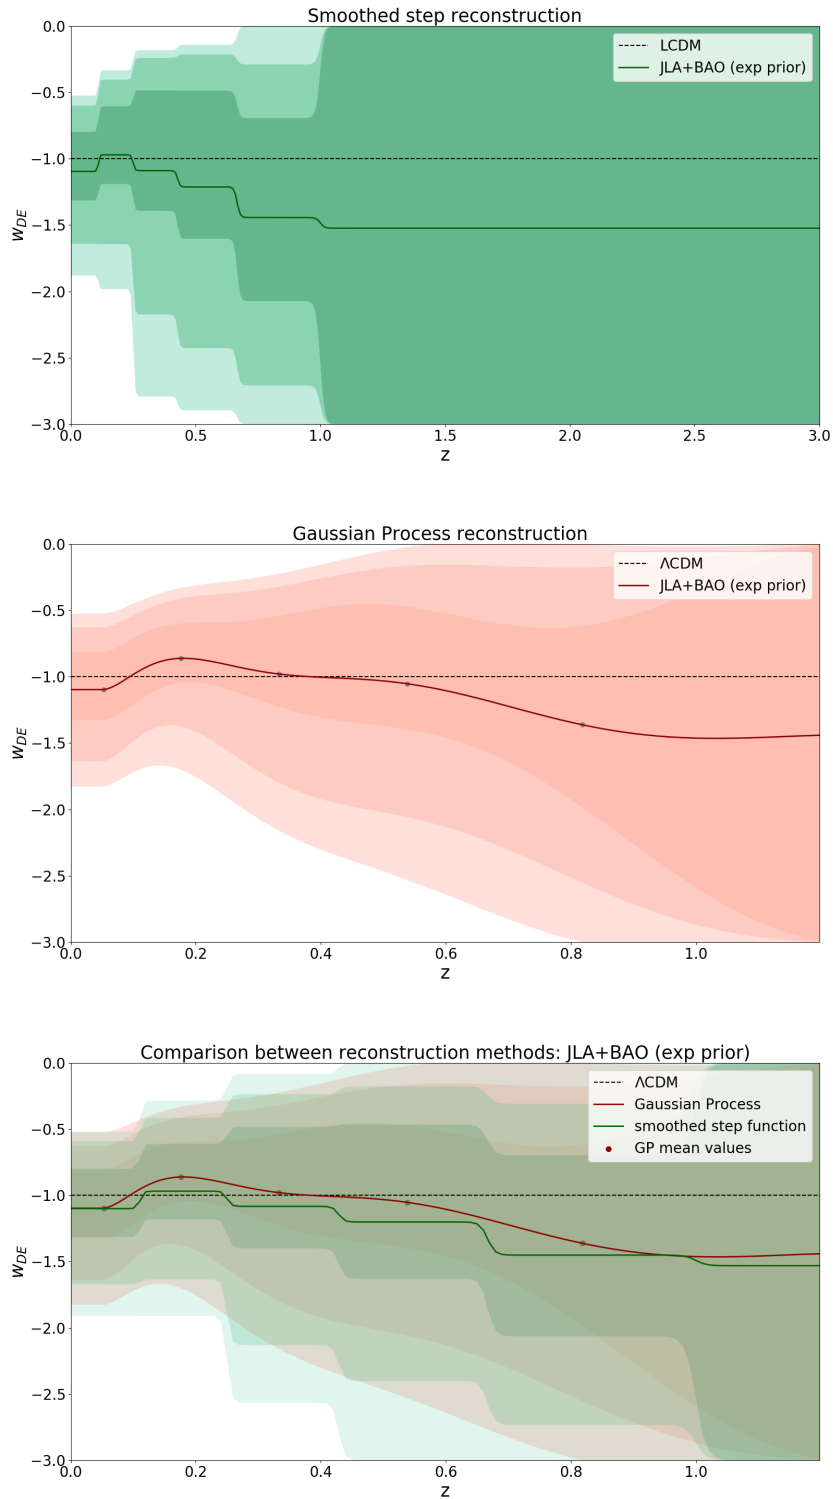 Smoothed step reconstruction
0.0
−0.5
−1.0
−1.5
−2.0
−2.5
−3.0
w_DE
LCDM
JLA+BAO (exp prior)
0.0 0.5 1.0 1.5 2.0 2.5 3.0
z
Gaussian Process reconstruction
0.0
−0.5
−1.0
−1.5
−2.0
−2.5
−3.0
w_DE
ΛCDM
JLA+BAO (exp prior)
0.0 0.2 0.4 0.6 0.8 1.0
z
Comparison between reconstruction methods: JLA+BAO (exp prior)
0.0
−0.5
−1.0
−1.5
−2.0
−2.5
−3.0
w_DE
ΛCDM
Gaussian Process
smoothed step function
GP mean values
0.0 0.2 0.4 0.6 0.8 1.0
z